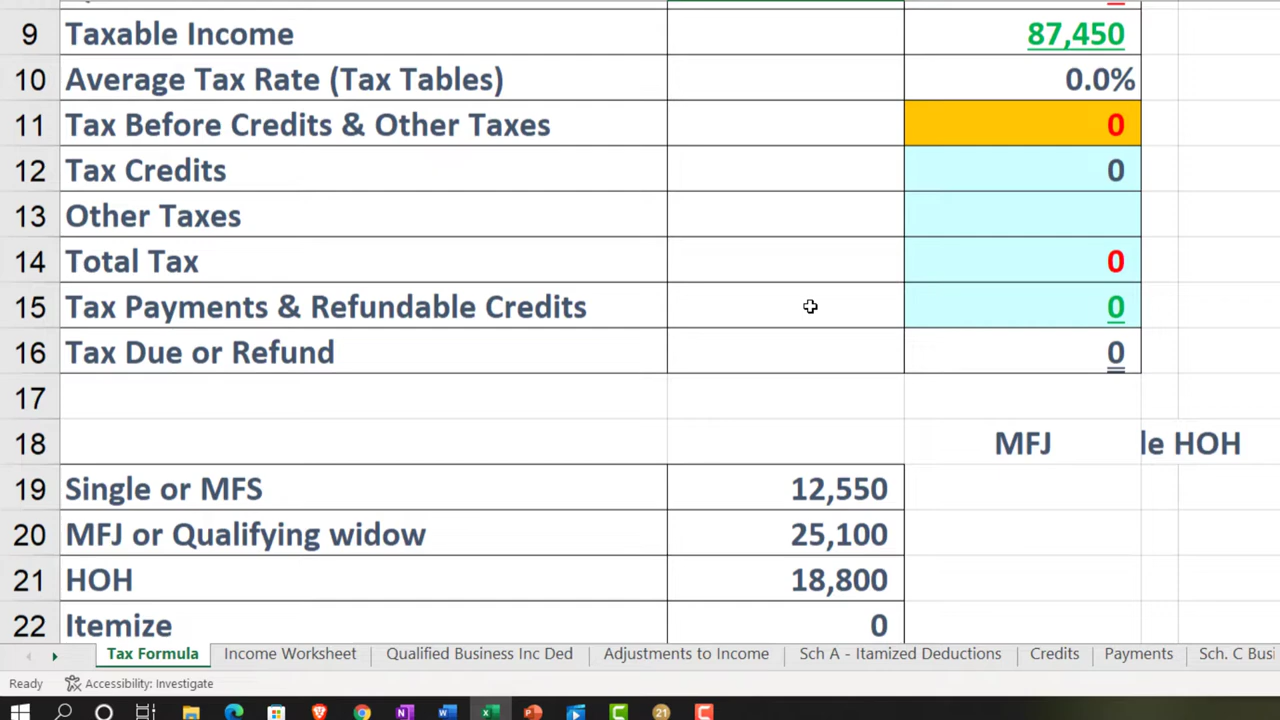 9 Taxable Income 87,450
10 Average Tax Rate (Tax Tables) 0.0%
11 Tax Before Credits & Other Taxes 0
12 Tax Credits 0
13 Other Taxes
14 Total Tax 0
15 Tax Payments & Refundable Credits 0
16 Tax Due or Refund 0
17
18 MFJ le HOH
19 Single or MFS 12,550
20 MFJ or Qualifying widow 25,100
21 HOH 18,800
22 Itemize 0
Tax Formula Income Worksheet Qualified Business Inc Ded Adjustments to Income Sch A - Itamized Deductions Credits Payments Sch. C Busi
Ready Accessibility: Investigate
21